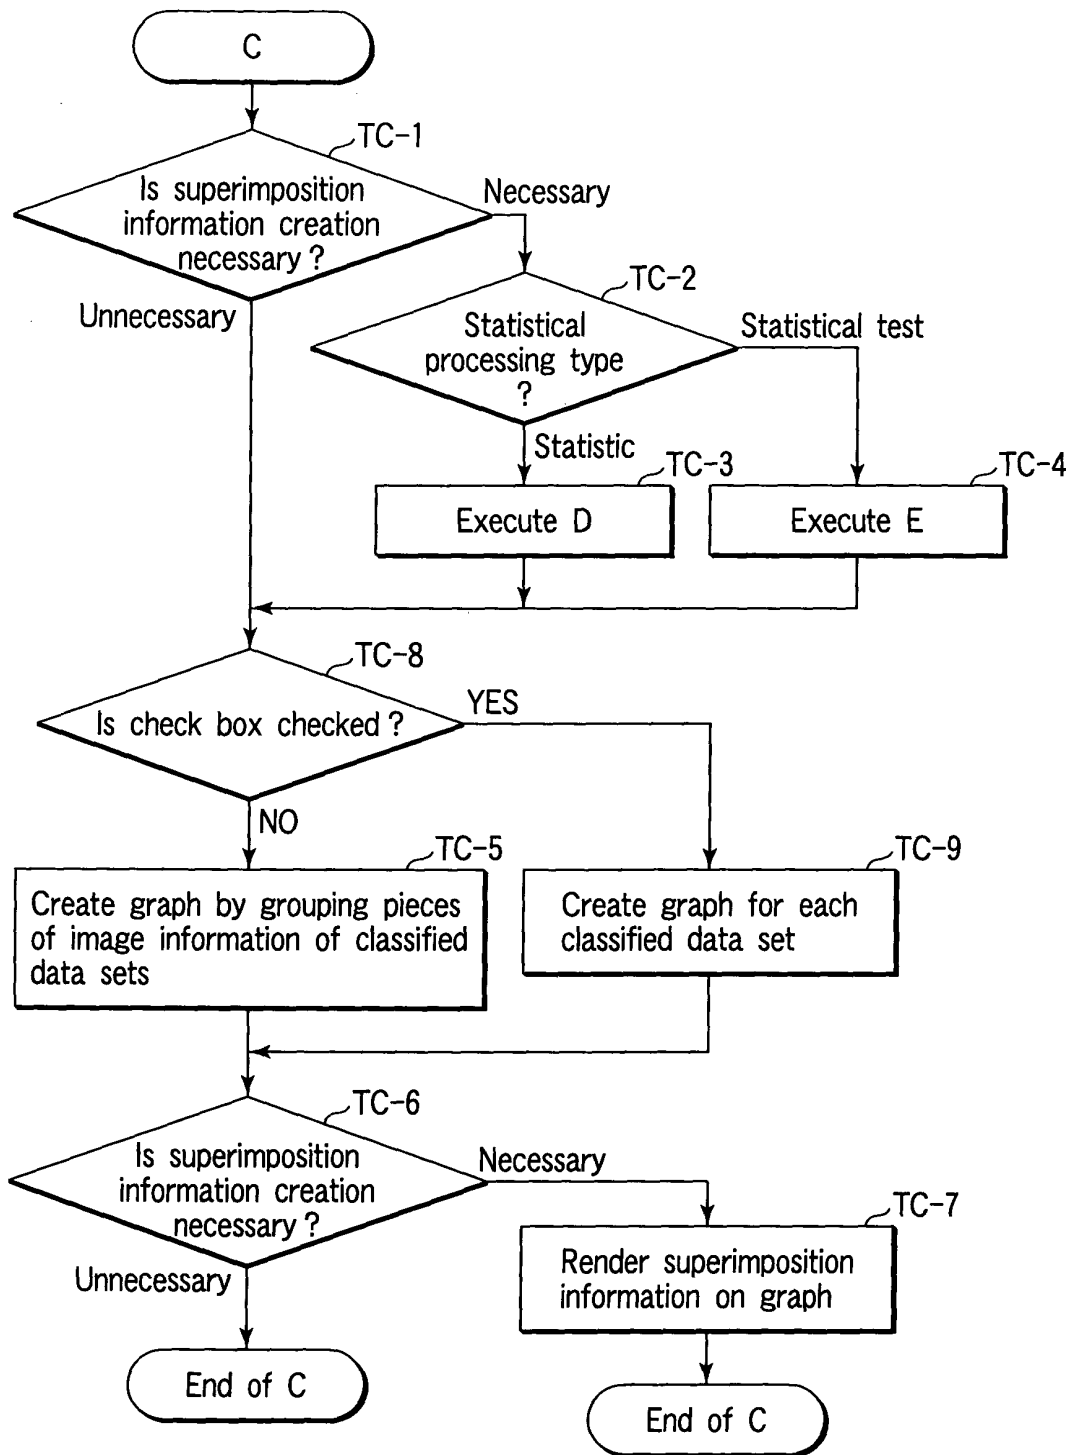 C
TC-1
Is superimposition
information creation
necessary ?
Necessary
Unnecessary
TC-2
Statistical
processing type
?
Statistical test
Statistic
TC-3
Execute D
TC-4
Execute E
TC-8
Is check box checked ?
YES
NO
TC-5
Create graph by grouping pieces
of image information of classified
data sets
TC-9
Create graph for each
classified data set
TC-6
Is superimposition
information creation
necessary ?
Necessary
Unnecessary
TC-7
Render superimposition
information on graph
End of C
End of C